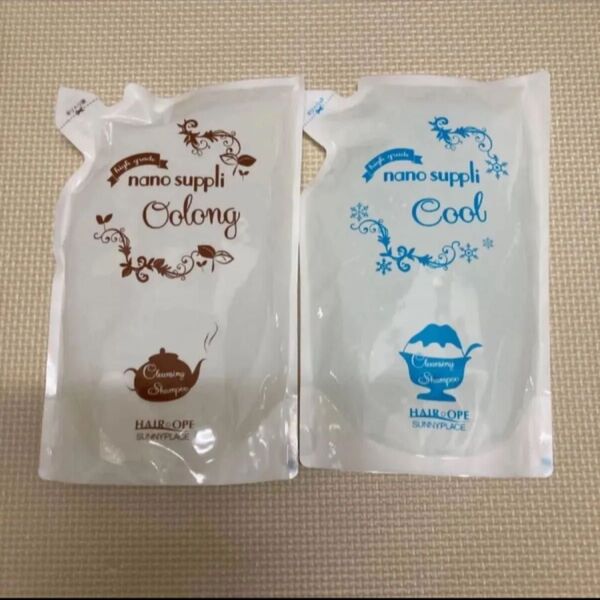 high grade
nano suppli
Oolong
Cleansing
Shampoo
HAIR OPE
SUNNYPLACE
high grade
nano suppli
Cool
Cleansing
Shampoo
HAIR OPE
SUNNYPLACE